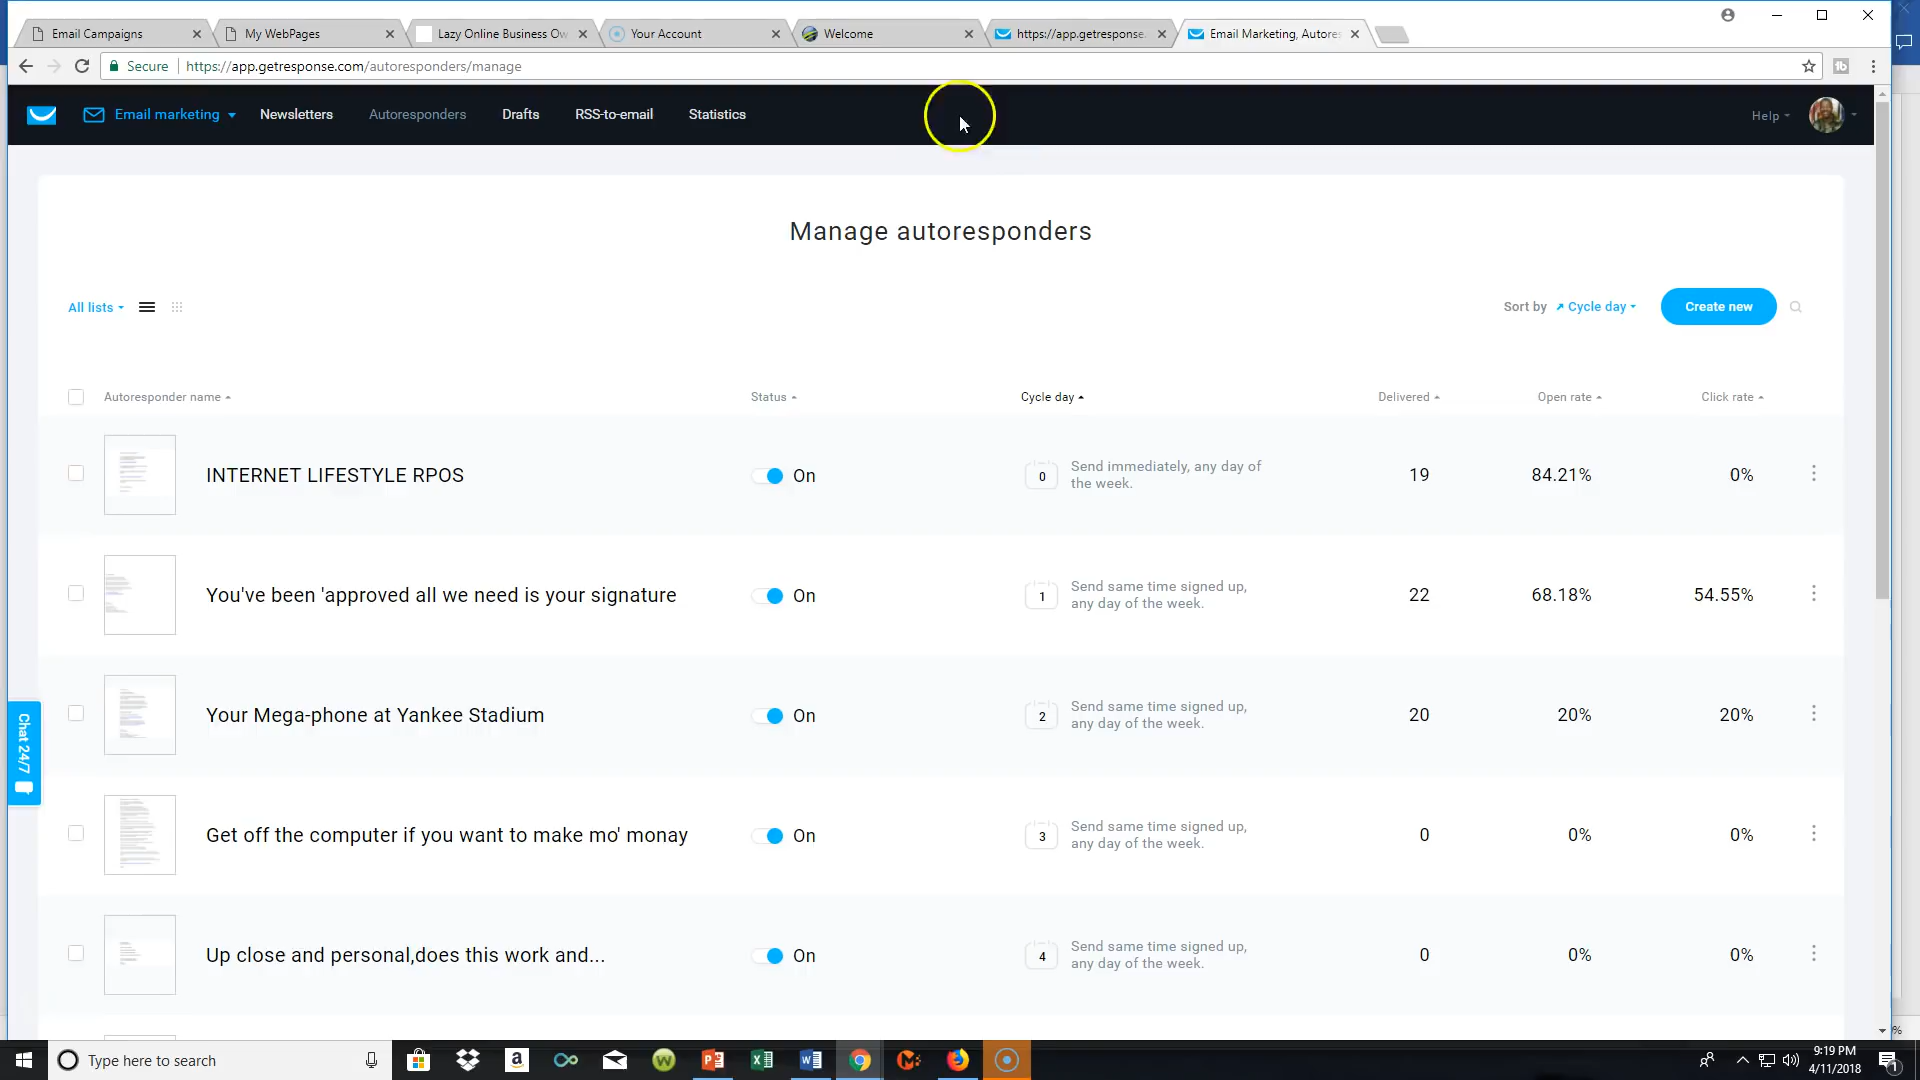 Email Campaigns
My WebPages
Lazy Online Business Ow
Your Account
Welcome
https://app.getresponse.
Email Marketing, Autores
Secure
https://app.getresponse.com/autoresponders/manage
Email marketing
Newsletters
Autoresponders
Drafts
RSS-to-email
Statistics
Help
Manage autoresponders
All lists
Sort by Cycle day
Create new
Autoresponder name
Status
Cycle day
Delivered
Open rate
Click rate
INTERNET LIFESTYLE RPOS
On
0
Send immediately, any day of
the week.
19
84.21%
0%
You've been 'approved all we need is your signature
On
1
Send same time signed up,
any day of the week.
22
68.18%
54.55%
Your Mega-phone at Yankee Stadium
On
2
Send same time signed up,
any day of the week.
20
20%
20%
Get off the computer if you want to make mo' monay
On
3
Send same time signed up,
any day of the week.
0
0%
0%
Up close and personal,does this work and...
On
4
Send same time signed up,
any day of the week.
0
0%
0%
Chat 24/7
Type here to search
9:19 PM
4/11/2018
1